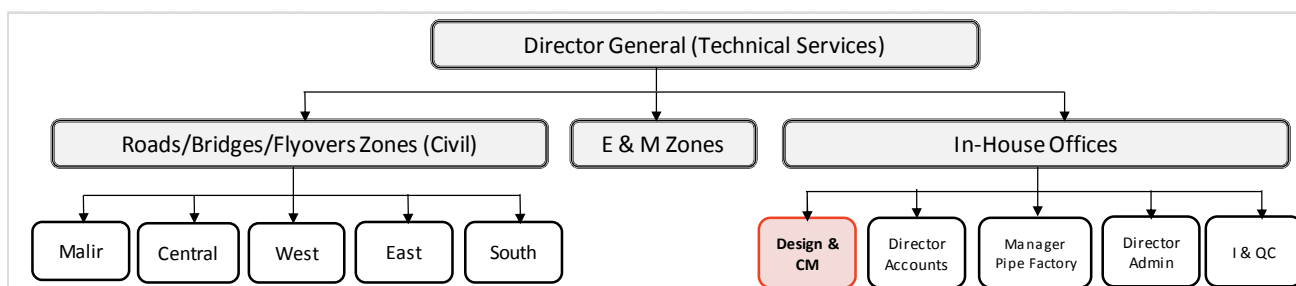 Director General (Technical Services)
Roads/Bridges/Flyovers Zones (Civil)
E & M Zones
In-House Offices
Malir
Central
West
East
South
Design &
CM
Director
Accounts
Manager
Pipe Factory
Director
Admin
I & QC